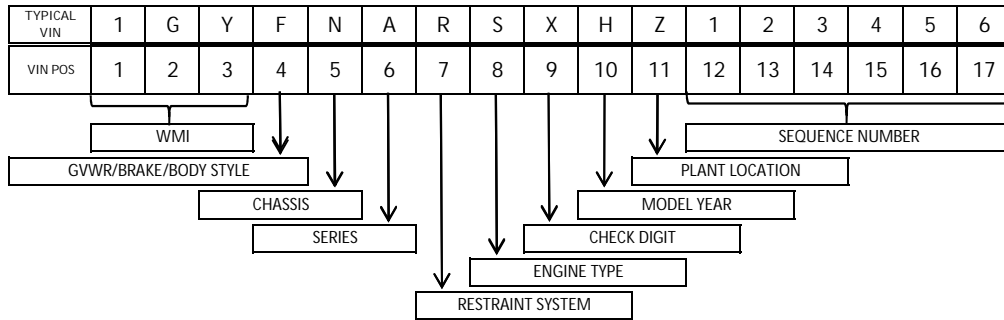 TYPICAL VIN 1 G Y F N A R S X H Z 1 2 3 4 5 6
VIN POS 1 2 3 4 5 6 7 8 9 10 11 12 13 14 15 16 17
WMI SEQUENCE NUMBER
GVWR/BRAKE/BODY STYLE PLANT LOCATION
CHASSIS MODEL YEAR
SERIES CHECK DIGIT
ENGINE TYPE
RESTRAINT SYSTEM